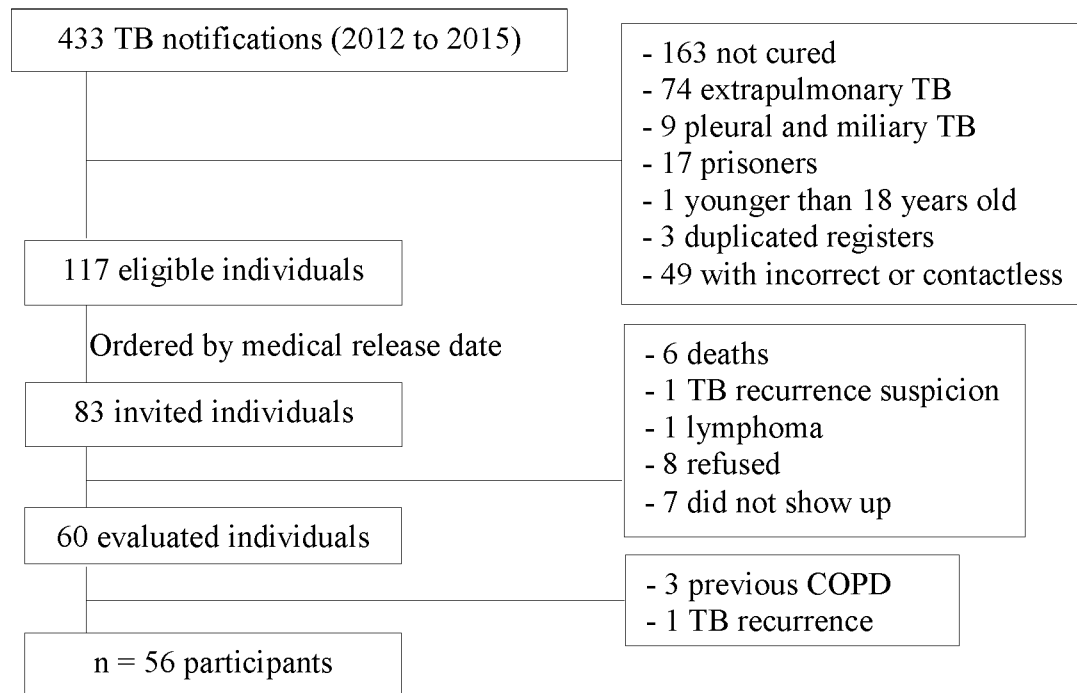 433 TB notifications (2012 to 2015)
- 163 not cured
- 74 extrapulmonary TB
- 9 pleural and miliary TB
- 17 prisoners
- 1 younger than 18 years old
- 3 duplicated registers
- 49 with incorrect or contactless
117 eligible individuals
Ordered by medical release date
83 invited individuals
- 6 deaths
- 1 TB recurrence suspicion
- 1 lymphoma
- 8 refused
- 7 did not show up
60 evaluated individuals
- 3 previous COPD
- 1 TB recurrence
n = 56 participants